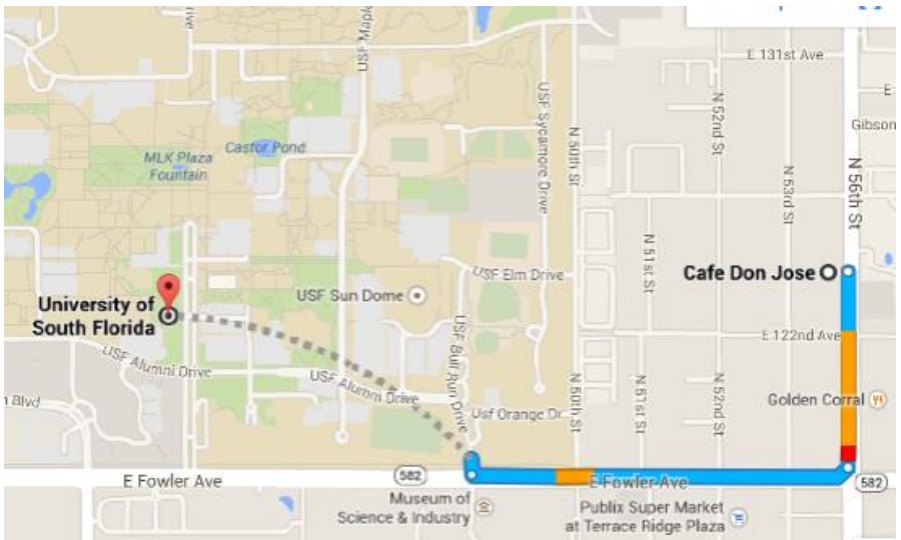 rive
USF Mapl
E 131st Ave
E
N 52nd St
Gibson
USF Sycamore Drive
N 50th St
Castor Pond
MLK Plaza
Fountain
N 53rd St
N 56th St
N 51st St
USF Elm Drive
Cafe Don Jose
USF Sun Dome
University of
South Florida
USF Bull Run Drive
E 122nd Ave
USF Alumni Drive
USF Alumni Drive
n Blvd
N 50th St
N 51st St
N 52nd St
Golden Corral
Usf Orange Dr
E Fowler Ave
582
E Fowler Ave
582
Museum of
Science & Industry
Publix Super Market
at Terrace Ridge Plaza